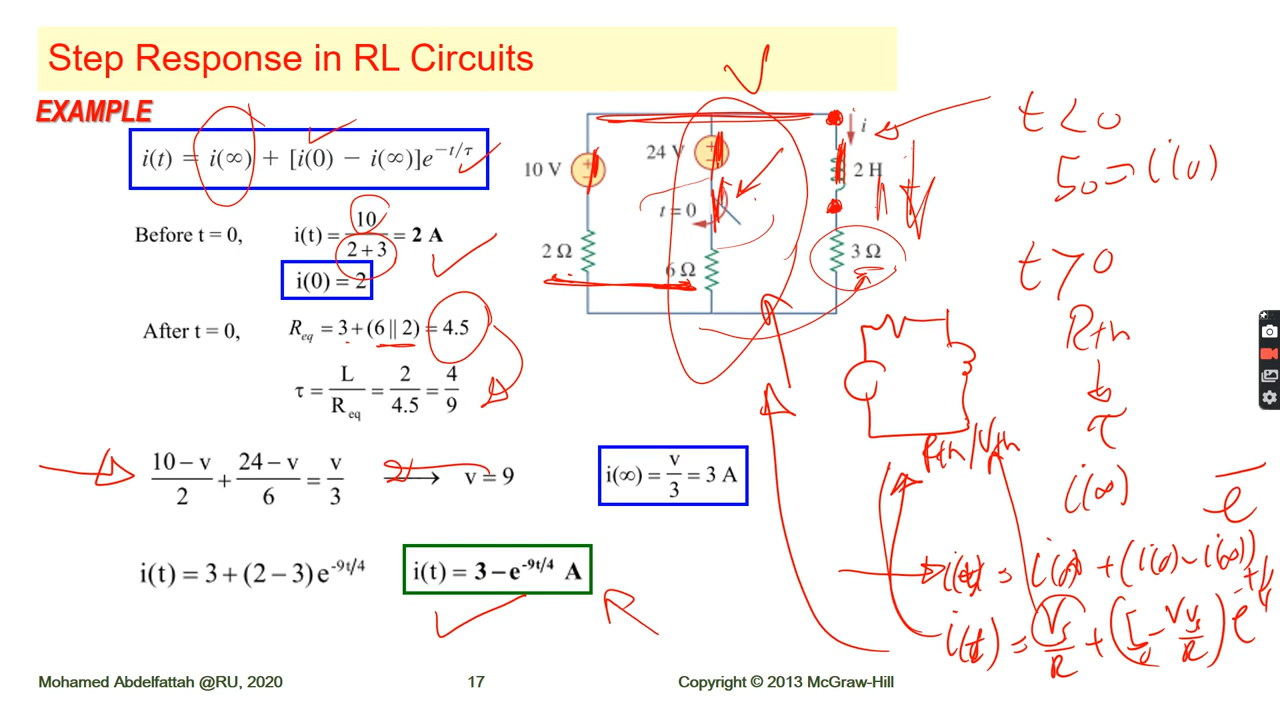 Step Response in RL Circuits
EXAMPLE
i(t) = i(∞) + [i(0) − i(∞)]e^{−t/τ}
Before t = 0, i(t) = 10/(2 + 3) = 2 A
i(0) = 2
After t = 0, R_eq = 3 + (6 || 2) = 4.5
τ = L/R_eq = 2/4.5 = 4/9
(10 − v)/2 + (24 − v)/6 = v/3 ⟶ v = 9
i(∞) = v/3 = 3 A
i(t) = 3 + (2 − 3)e^{-9t/4}
i(t) = 3 − e^{-9t/4} A
10 V
24 V
i
2 H
t = 0
2 Ω
6 Ω
3 Ω
V
t<0
t>0
Rth
τ
Rth/Vth
i(∞)
R
Mohamed Abdelfattah @RU, 2020
17
Copyright © 2013 McGraw-Hill